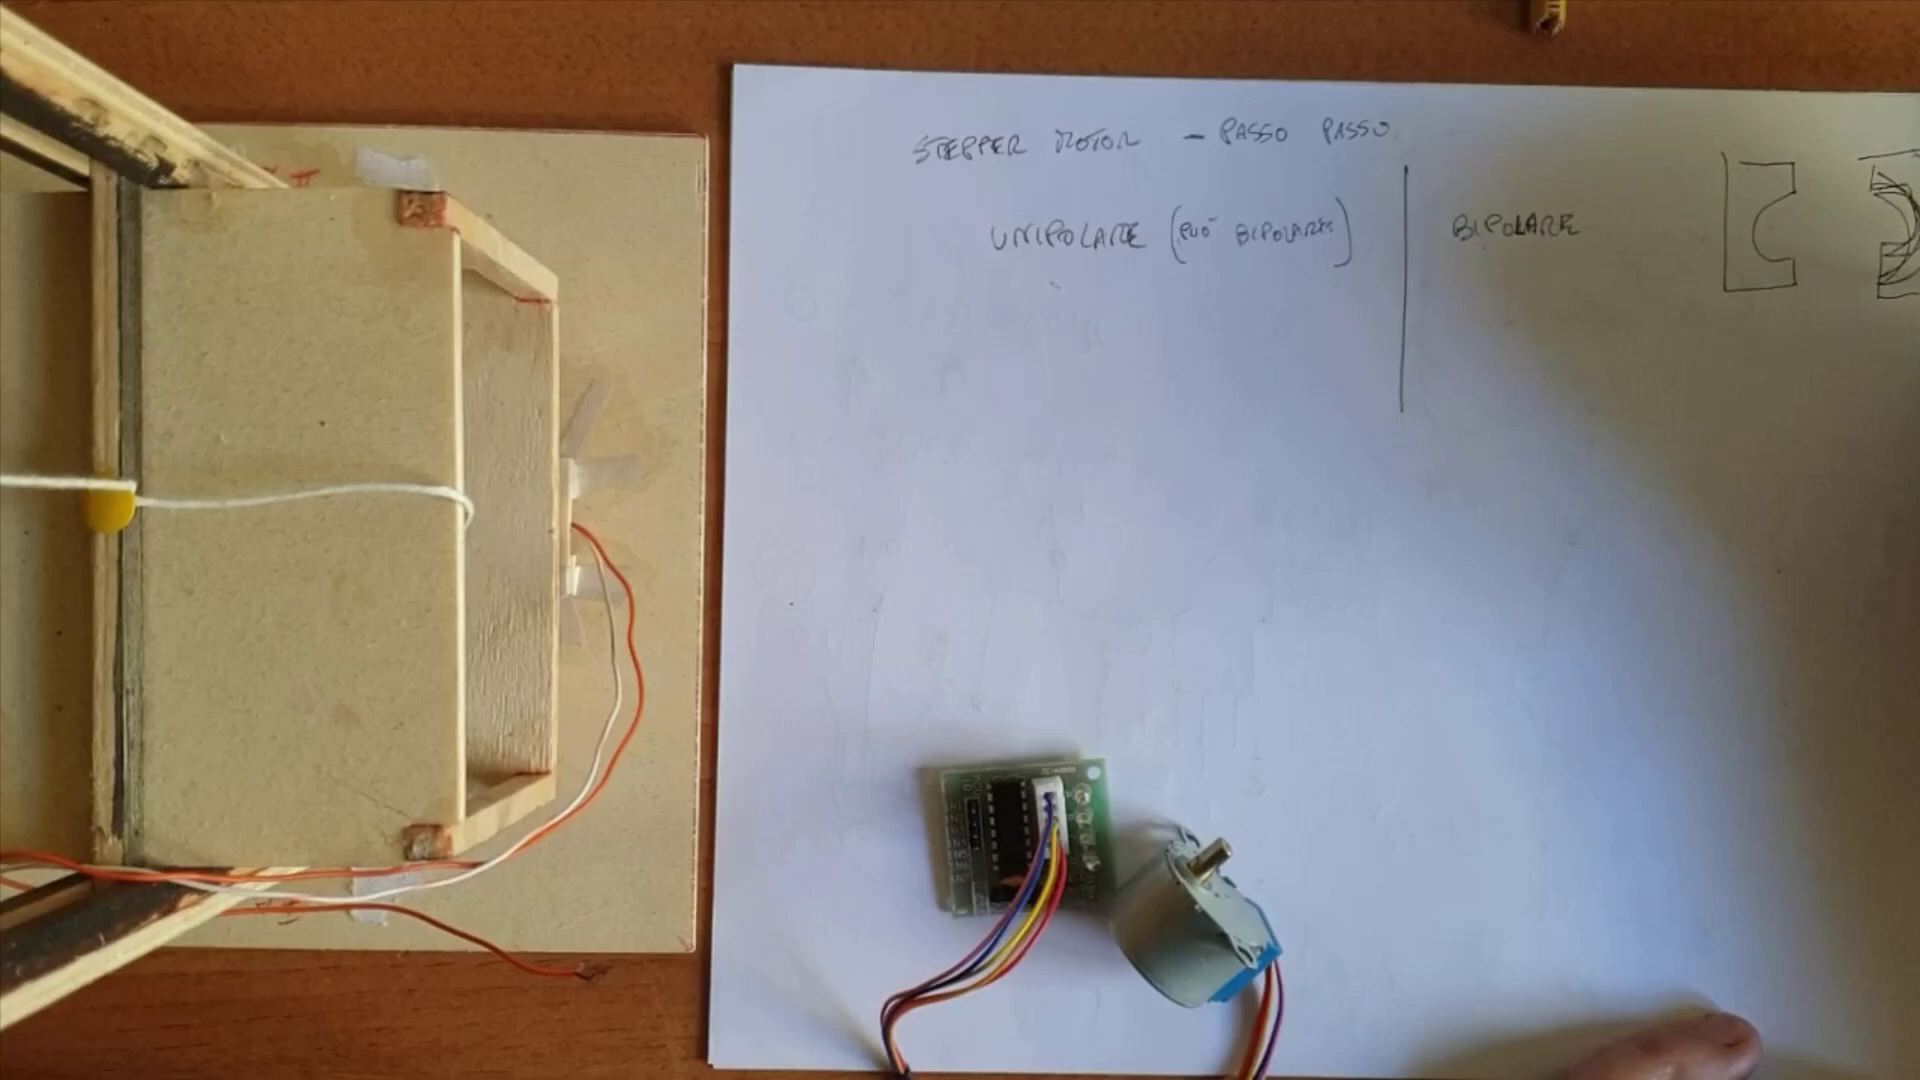 STEPPER MOTOR - PASSO PASSO
UNIPOLARE (PUÒ BIPOLARE)
BIPOLARE